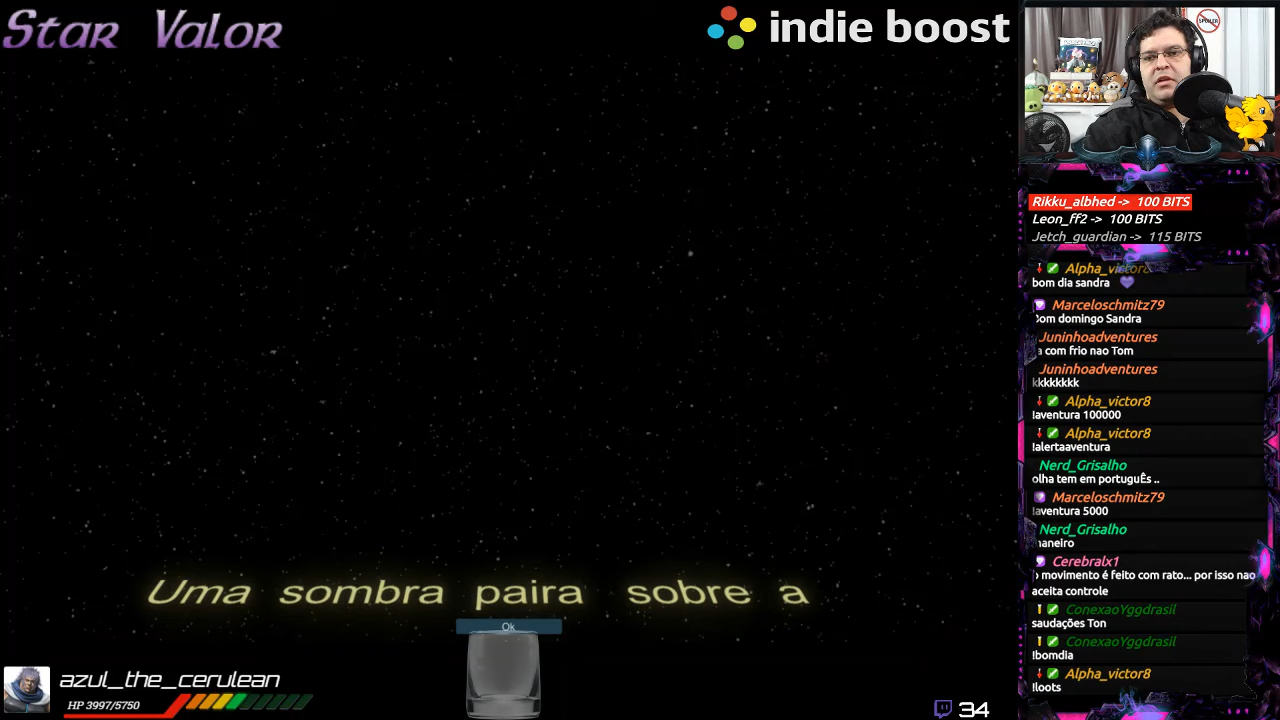 Star Valor
indie boost
SPOILER
Rikku_albhed -> 100 BITS
Leon_ff2 -> 100 BITS
Jetch_guardian -> 115 BITS
Alpha_victor8
bom dia sandra
Marceloschmitz79
Bom domingo Sandra
Juninhoadventures
a com frio nao Tom
Juninhoadventures
kkkkkkkk
Alpha_victor8
!aventura 100000
Alpha_victor8
!alertaaventura
Nerd_Grisalho
olha tem em portuguÊs ..
Marceloschmitz79
!aventura 5000
Nerd_Grisalho
maneiro
Cerebralx1
o movimento é feito com rato... por isso nao
aceita controle
ConexaoYggdrasil
saudações Ton
ConexaoYggdrasil
!bomdia
Alpha_victor8
!loots
Uma sombra paira sobre a
Ok
azul_the_cerulean
HP 3997/5750
34